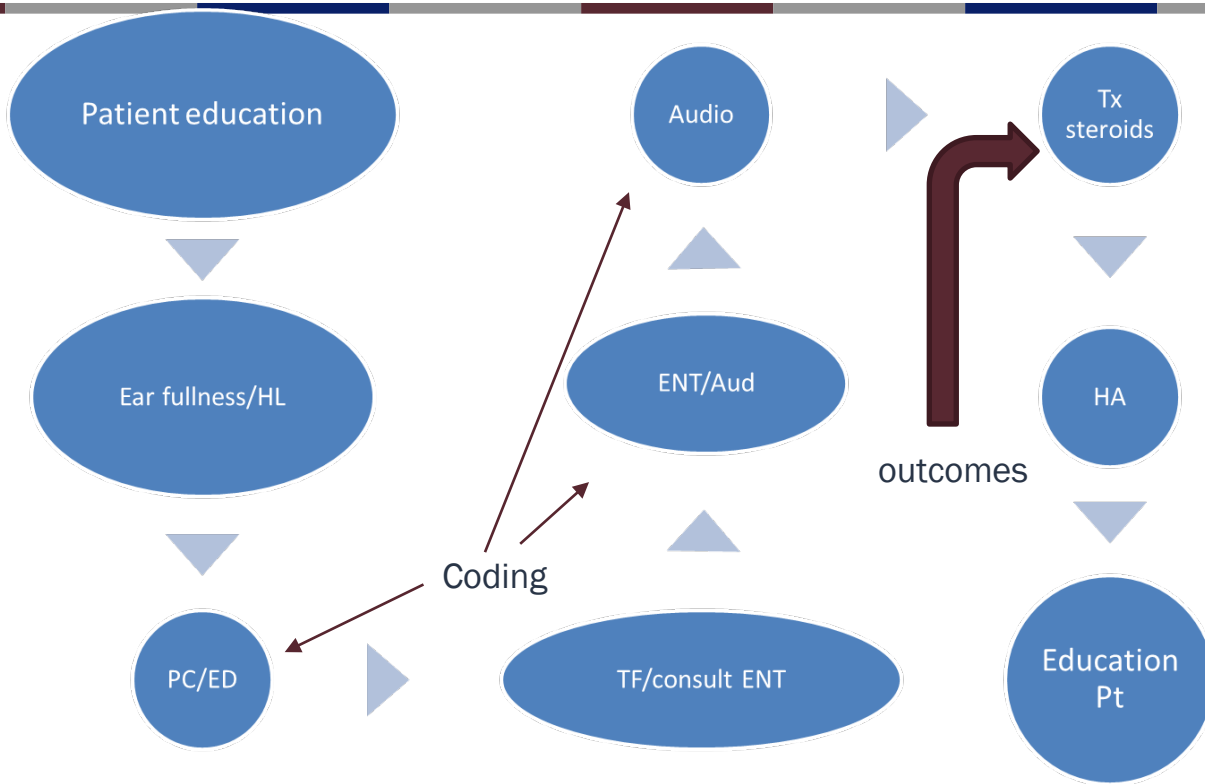 Patient education
Ear fullness/HL
PC/ED
TF/consult ENT
ENT/Aud
Audio
Tx
steroids
HA
Education
Pt
Coding
outcomes